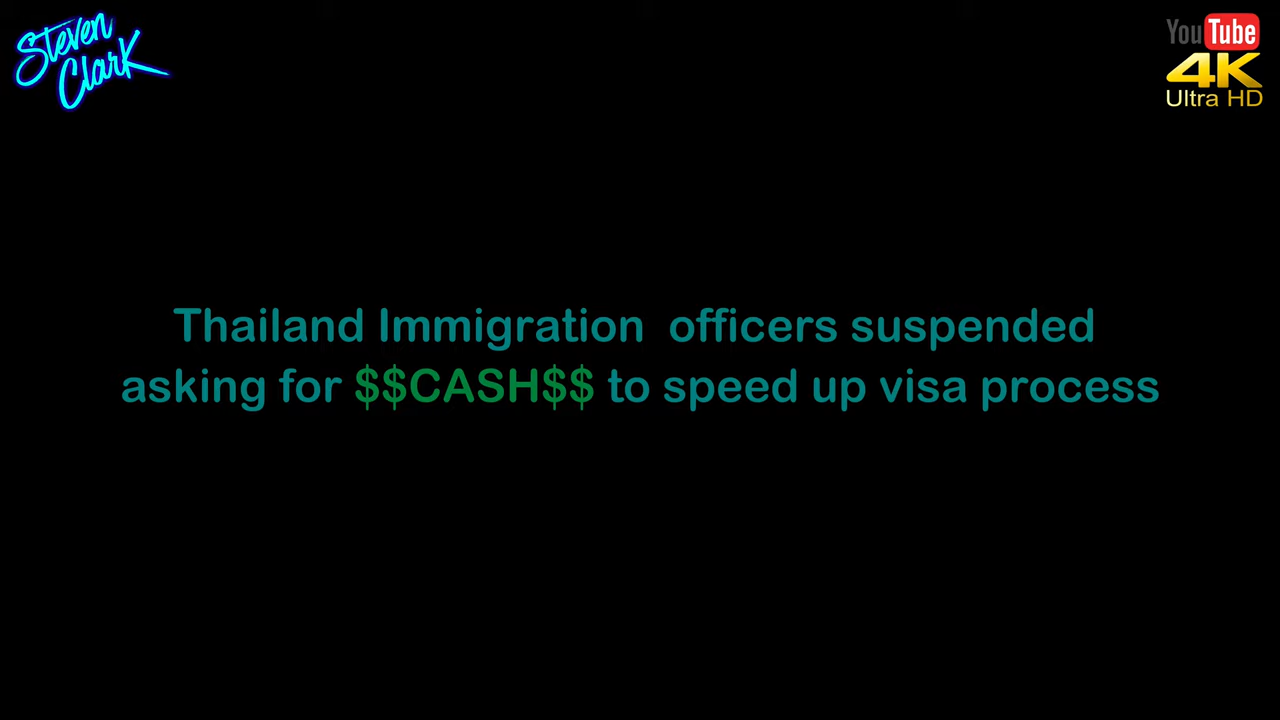 Steven
Clark
YouTube
4K
Ultra HD
Thailand Immigration officers suspended
asking for $$CASH$$ to speed up visa process